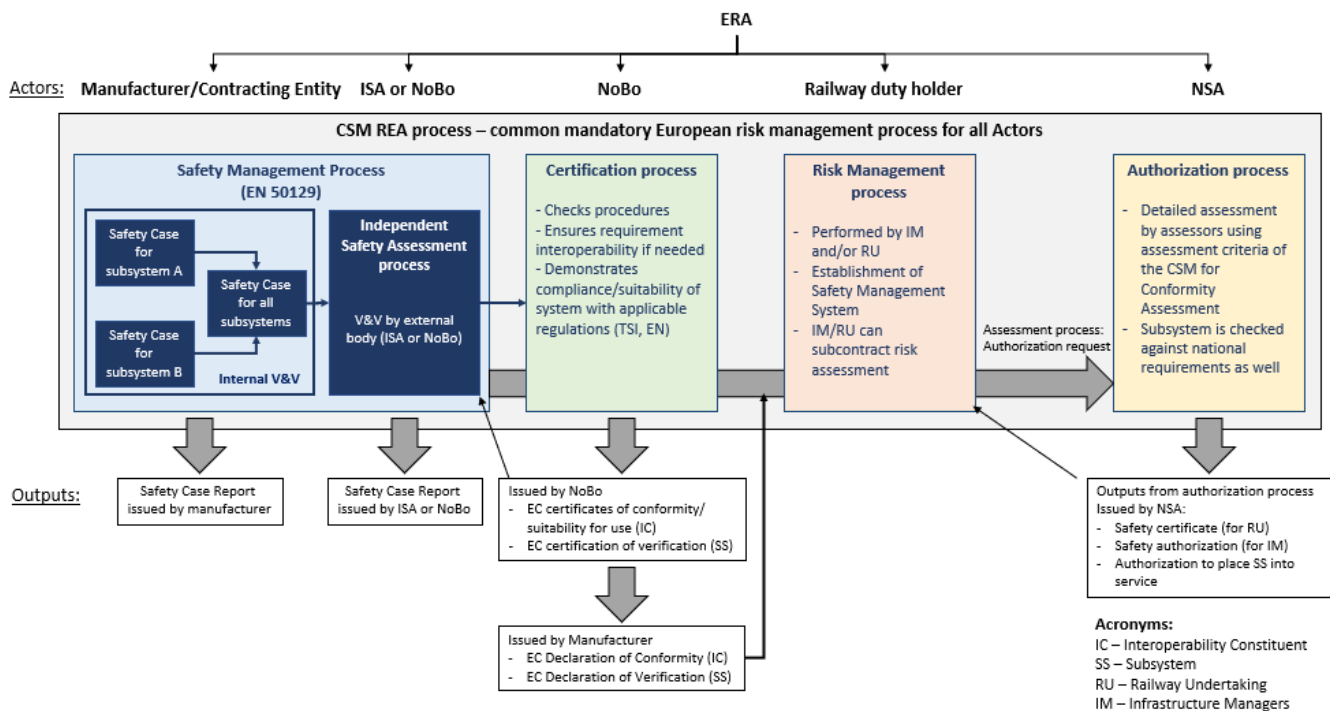 ERA
Actors:
Manufacturer/Contracting Entity
ISA or NoBo
NoBo
Railway duty holder
NSA
CSM REA process – common mandatory European risk management process for all Actors
Safety Management Process
(EN 50129)
Safety Case
for
subsystem A
Safety Case
for all
subsystems
Safety Case
for
subsystem B
Internal V&V
Independent
Safety Assessment
process
V&V by external
body (ISA or NoBo)
Certification process
- Checks procedures
- Ensures requirement
interoperability if needed
- Demonstrates
compliance/suitability of
system with applicable
regulations (TSI, EN)
Risk Management
process
- Performed by IM
and/or RU
- Establishment of
Safety Management
System
- IM/RU can
subcontract risk
assessment
Assessment process:
Authorization request
Authorization process
- Detailed assessment
by assessors using
assessment criteria of
the CSM for
Conformity
Assessment
- Subsystem is checked
against national
requirements as well
Outputs:
Safety Case Report
issued by manufacturer
Safety Case Report
issued by ISA or NoBo
Issued by NoBo
- EC certificates of conformity/
suitability for use (IC)
- EC certification of verification (SS)
Issued by Manufacturer
- EC Declaration of Conformity (IC)
- EC Declaration of Verification (SS)
Outputs from authorization process
Issued by NSA:
- Safety certificate (for RU)
- Safety authorization (for IM)
- Authorization to place SS into
service
Acronyms:
IC – Interoperability Constituent
SS – Subsystem
RU – Railway Undertaking
IM – Infrastructure Managers